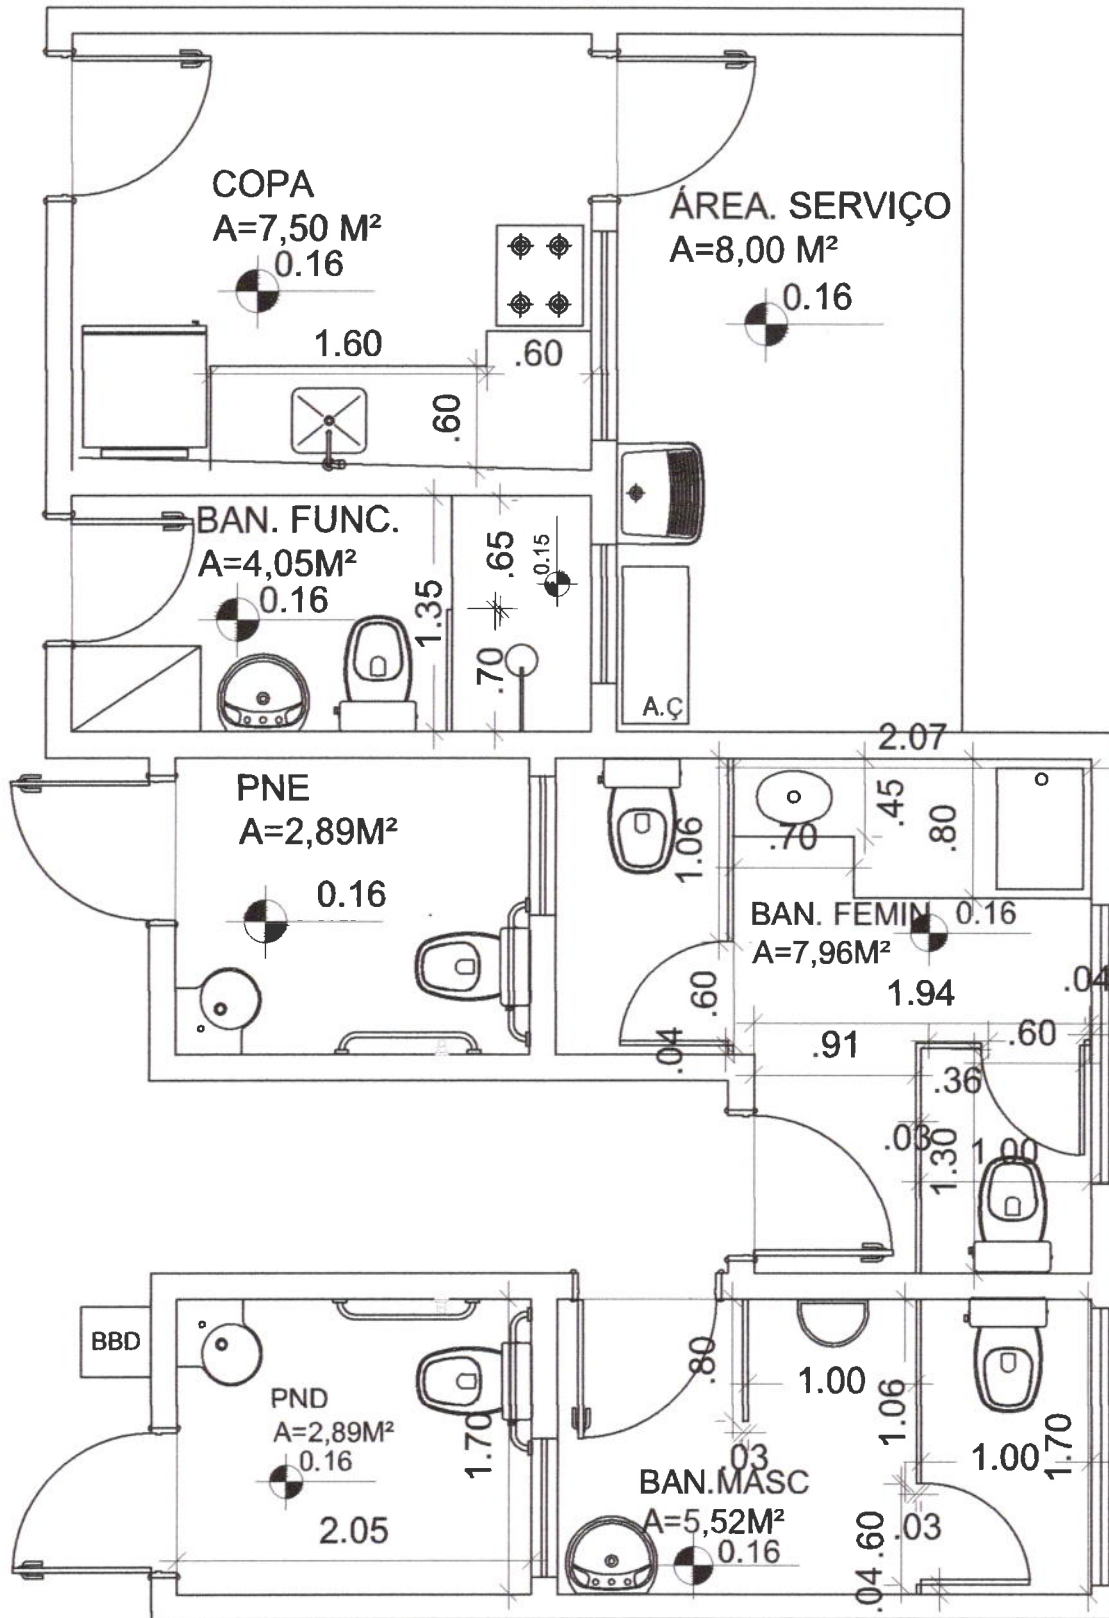 COPA
A=7,50 M²
0.16
ÁREA. SERVIÇO
A=8,00 M²
0.16
1.60
.60
.60
BAN. FUNC.
A=4,05M²
0.16
1.35
.65
0.15
.70
A.Ç
2.07
PNE
A=2,89M²
0.16
1.06
.70
.45
.80
BAN. FEMIN
0.16
A=7,96M²
1.94
.04
.60
.04
.91
.60
.36
.03
1.30
1.00
BBD
PND
A=2,89M²
0.16
1.70
2.05
.80
1.00
1.06
.03
1.00
1.70
BAN.MASC
A=5,52M²
0.16
.03
.60
.04